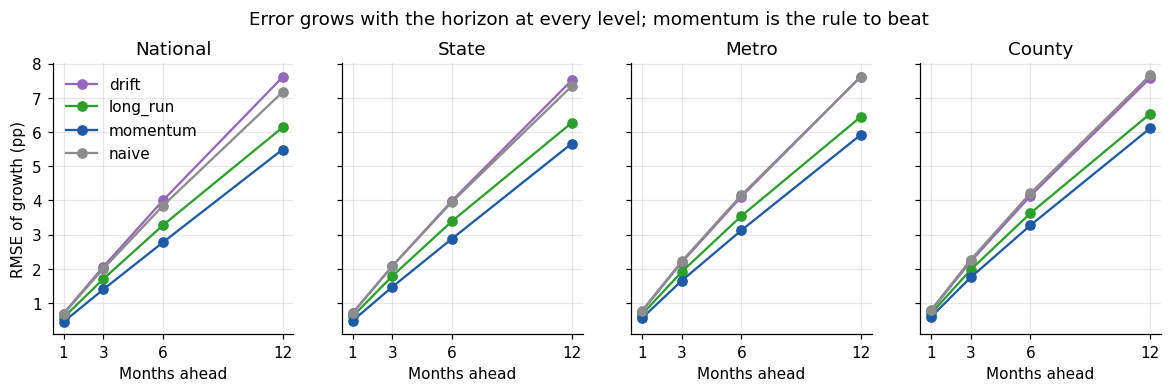 Error grows with the horizon at every level; momentum is the rule to beat
National
State
Metro
County
RMSE of growth (pp)
8
7
6
5
4
3
2
1
drift
long_run
momentum
naive
1 3 6 12
1 3 6 12
1 3 6 12
1 3 6 12
Months ahead
Months ahead
Months ahead
Months ahead